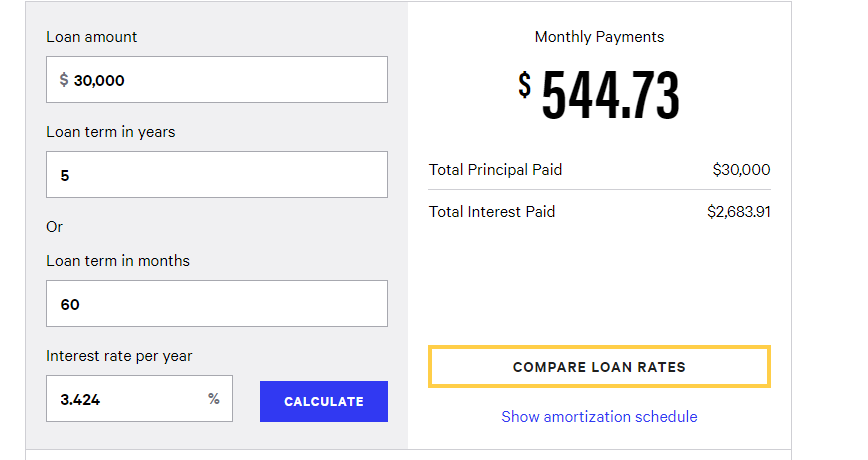 Loan amount
$ 30,000
Loan term in years
5
Or
Loan term in months
60
Interest rate per year
3.424 %
CALCULATE
Monthly Payments
$ 544.73
Total Principal Paid $30,000
Total Interest Paid $2,683.91
COMPARE LOAN RATES
Show amortization schedule